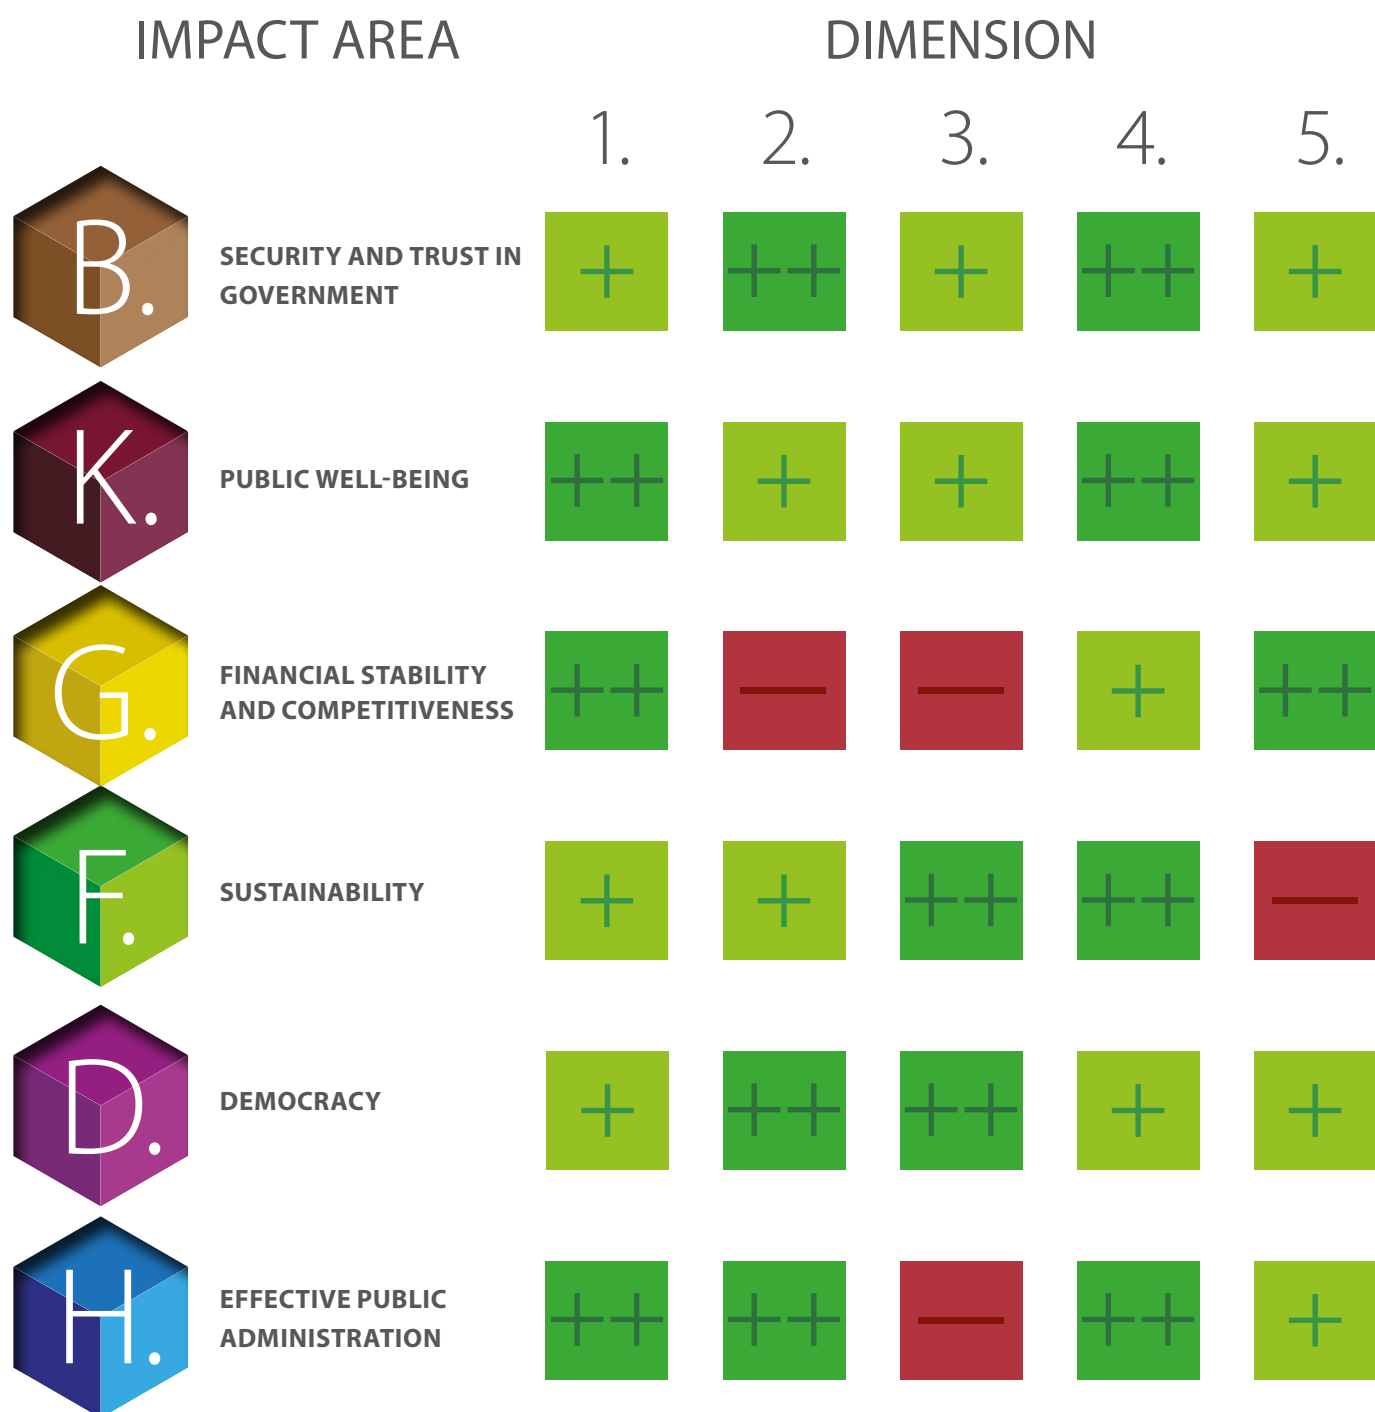 IMPACT AREA DIMENSION
1. 2. 3. 4. 5.
B. SECURITY AND TRUST IN
GOVERNMENT + ++ + ++ +
K. PUBLIC WELL-BEING ++ + + ++ +
G. FINANCIAL STABILITY
AND COMPETITIVENESS ++ — — + ++
F. SUSTAINABILITY + + ++ ++ —
D. DEMOCRACY + ++ ++ + +
H. EFFECTIVE PUBLIC
ADMINISTRATION ++ ++ — ++ +